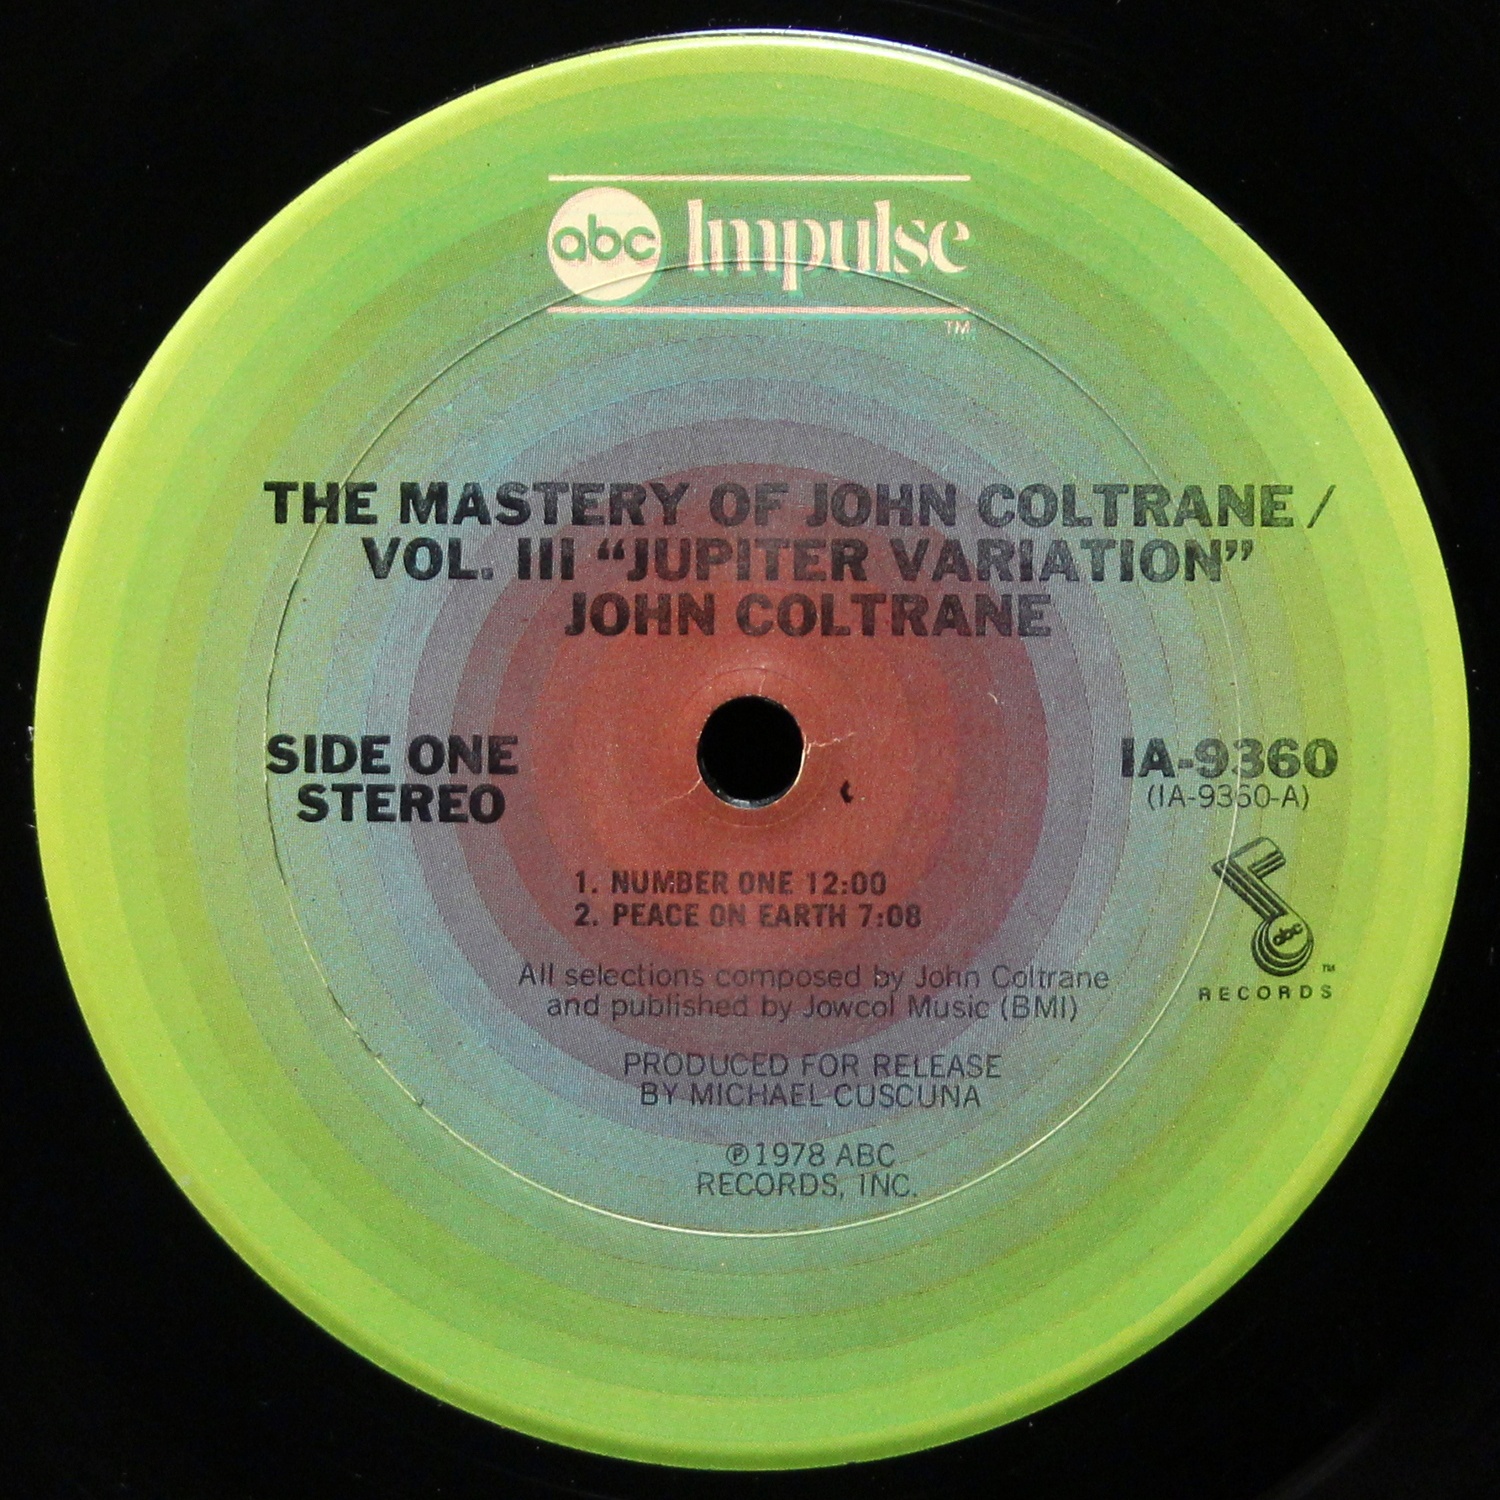 abc Impulse
TM
THE MASTERY OF JOHN COLTRANE /
VOL. III “JUPITER VARIATION”
JOHN COLTRANE
SIDE ONE
STEREO
IA-9360
(IA-9360-A)
1. NUMBER ONE 12:00
2. PEACE ON EARTH 7:08
abc
TM
RECORDS
All selections composed by John Coltrane
and published by Jowcol Music (BMI)
PRODUCED FOR RELEASE
BY MICHAEL CUSCUNA
℗1978 ABC
RECORDS, INC.